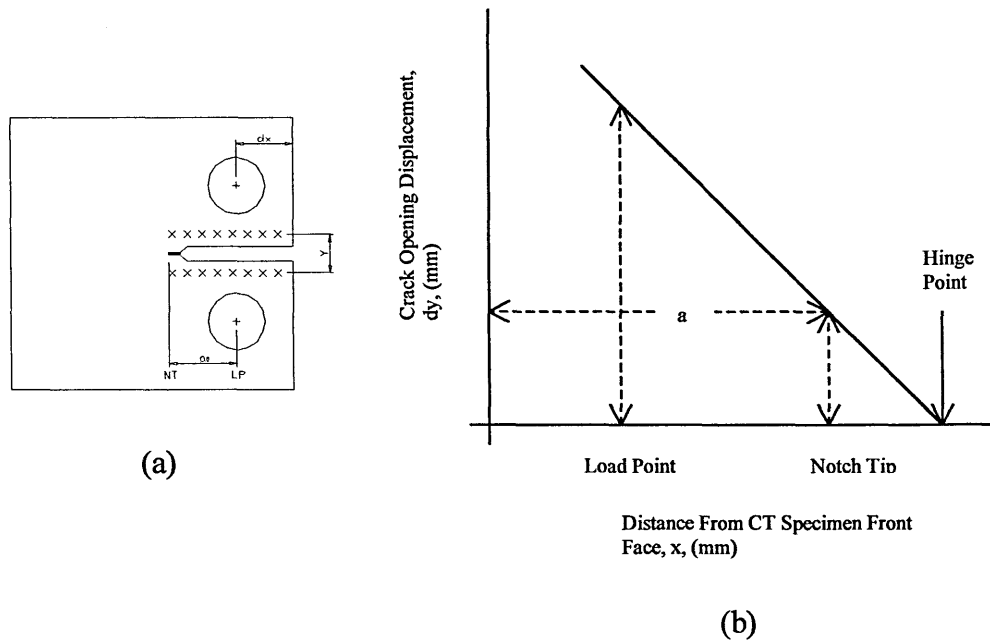 dx
Y
a₀
NT LP
(a)
Crack Opening Displacement,
dy, (mm)
a
Hinge
Point
Load Point
Notch Tip
Distance From CT Specimen Front
Face, x, (mm)
(b)